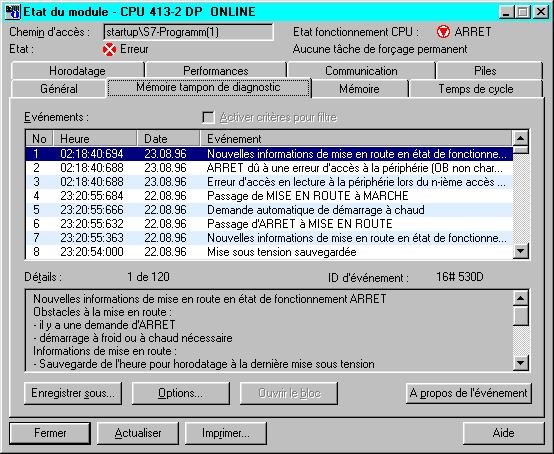 Etat du module - CPU 413-2 DP ONLINE
Chemin d'accès : startup\S7-Programm(1) Etat fonctionnement CPU : ARRET
Etat : Erreur Aucune tâche de forçage permanent
Horodatage Performances Communication Piles
Général Mémoire tampon de diagnostic Mémoire Temps de cycle
Evénements : Activer critères pour filtre
No Heure Date Evénement
1 02:18:40:694 23.08.96 Nouvelles informations de mise en route en état de fonctionne...
2 02:18:40:688 23.08.96 ARRET dû à une erreur d'accès à la périphérie (OB non char...
3 02:18:40:688 23.08.96 Erreur d'accès en lecture à la périphérie lors du n-ième accès ...
4 23:20:55:684 22.08.96 Passage de MISE EN ROUTE à MARCHE
5 23:20:55:666 22.08.96 Demande automatique de démarrage à chaud
6 23:20:55:632 22.08.96 Passage d'ARRET à MISE EN ROUTE
7 23:20:55:363 22.08.96 Nouvelles informations de mise en route en état de fonctionne...
8 23:20:54:000 22.08.96 Mise sous tension sauvegardée
Détails : 1 de 120 ID d'événement : 16# 530D
Nouvelles informations de mise en route en état de fonctionnement ARRET
Obstacles à la mise en route :
- il y a une demande d'ARRET
- démarrage à froid ou à chaud nécessaire
Informations de mise en route :
- Sauvegarde de l'heure pour horodatage à la dernière mise sous tension
Enregistrer sous... Options... Ouvrir le bloc A propos de l'événement
Fermer Actualiser Imprimer... Aide